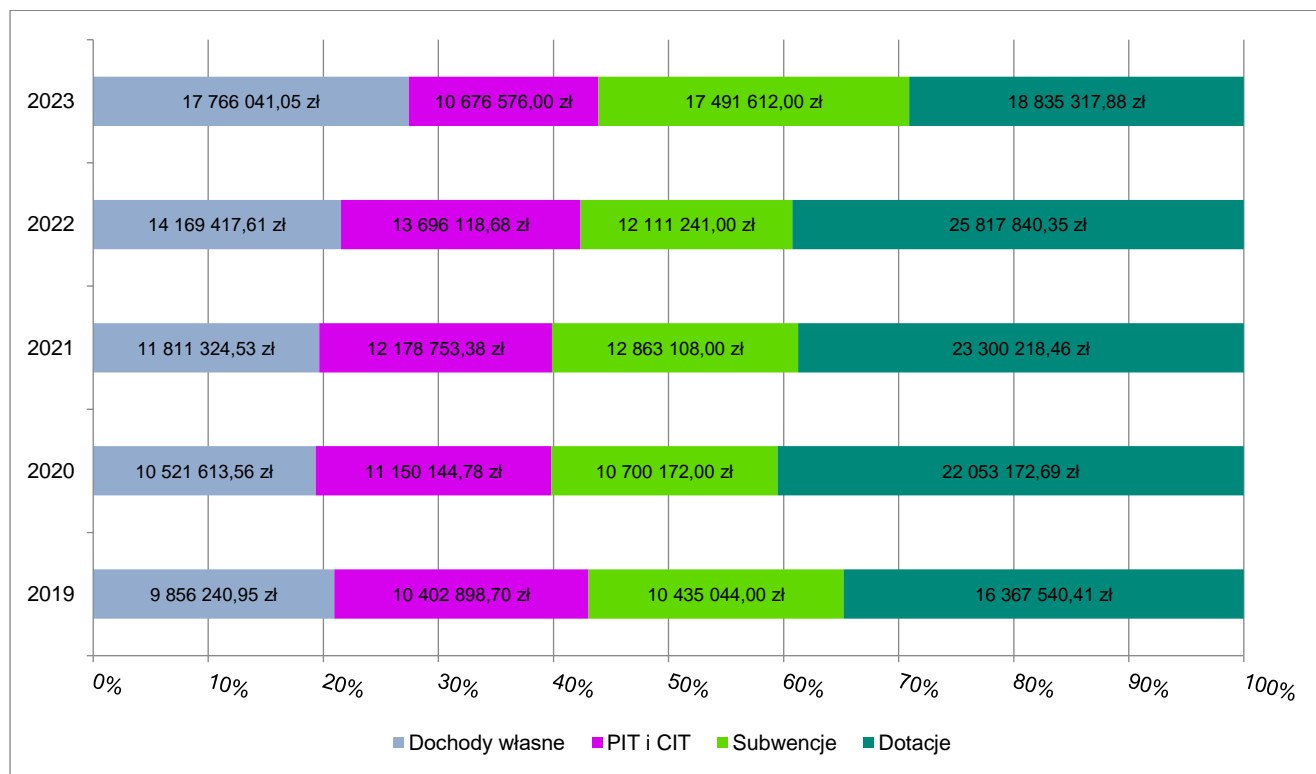 2023
17 766 041,05 zł 10 676 576,00 zł 17 491 612,00 zł 18 835 317,88 zł
2022
14 169 417,61 zł 13 696 118,68 zł 12 111 241,00 zł 25 817 840,35 zł
2021
11 811 324,53 zł 12 178 753,38 zł 12 863 108,00 zł 23 300 218,46 zł
2020
10 521 613,56 zł 11 150 144,78 zł 10 700 172,00 zł 22 053 172,69 zł
2019
9 856 240,95 zł 10 402 898,70 zł 10 435 044,00 zł 16 367 540,41 zł
0% 10% 20% 30% 40% 50% 60% 70% 80% 90% 100%
Dochody własne PIT i CIT Subwencje Dotacje